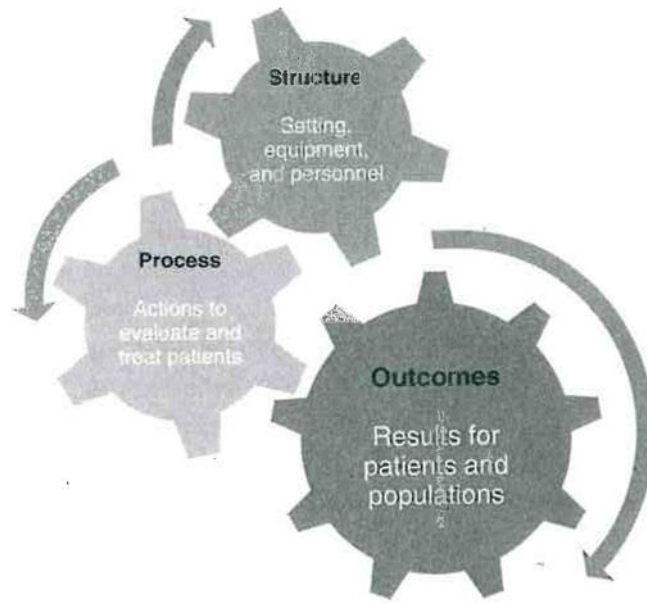 Structure
Setting,
equipment,
and personnel
Process
Actions to
evaluate and
treat patients
Outcomes
Results for
patients and
populations